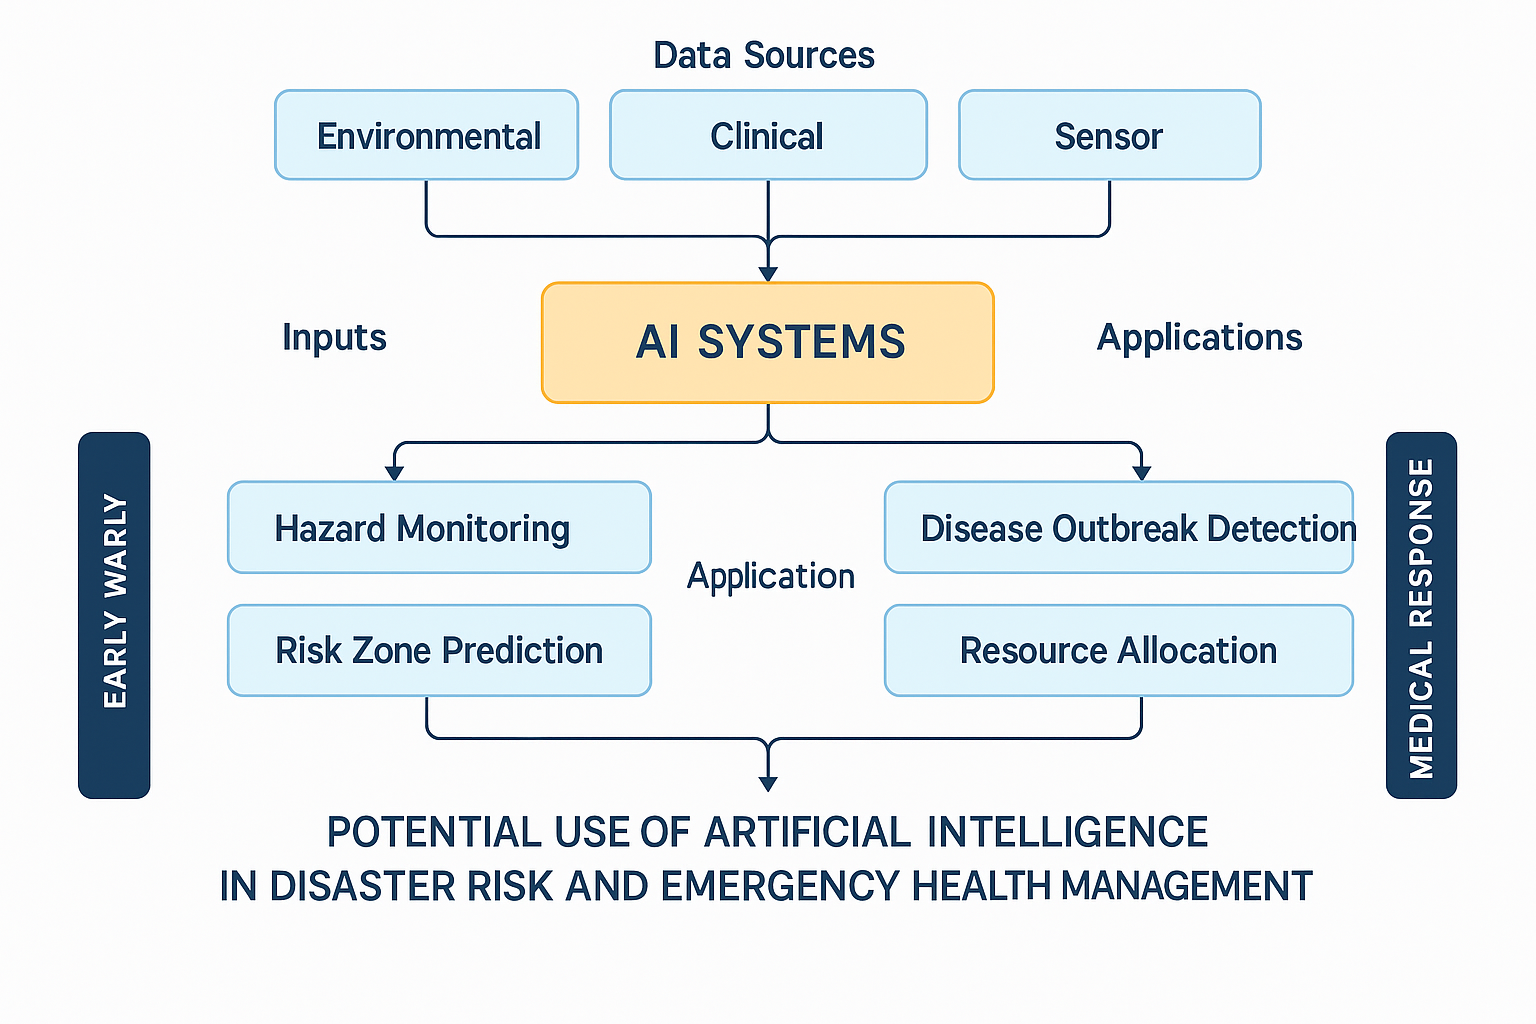 Data Sources
Environmental
Clinical
Sensor
Inputs
AI SYSTEMS
Applications
EARLY WARLY
Hazard Monitoring
Disease Outbreak Detection
Application
Risk Zone Prediction
Resource Allocation
MEDICAL RESPONSE
POTENTIAL USE OF ARTIFICIAL INTELLIGENCE
IN DISASTER RISK AND EMERGENCY HEALTH MANAGEMENT